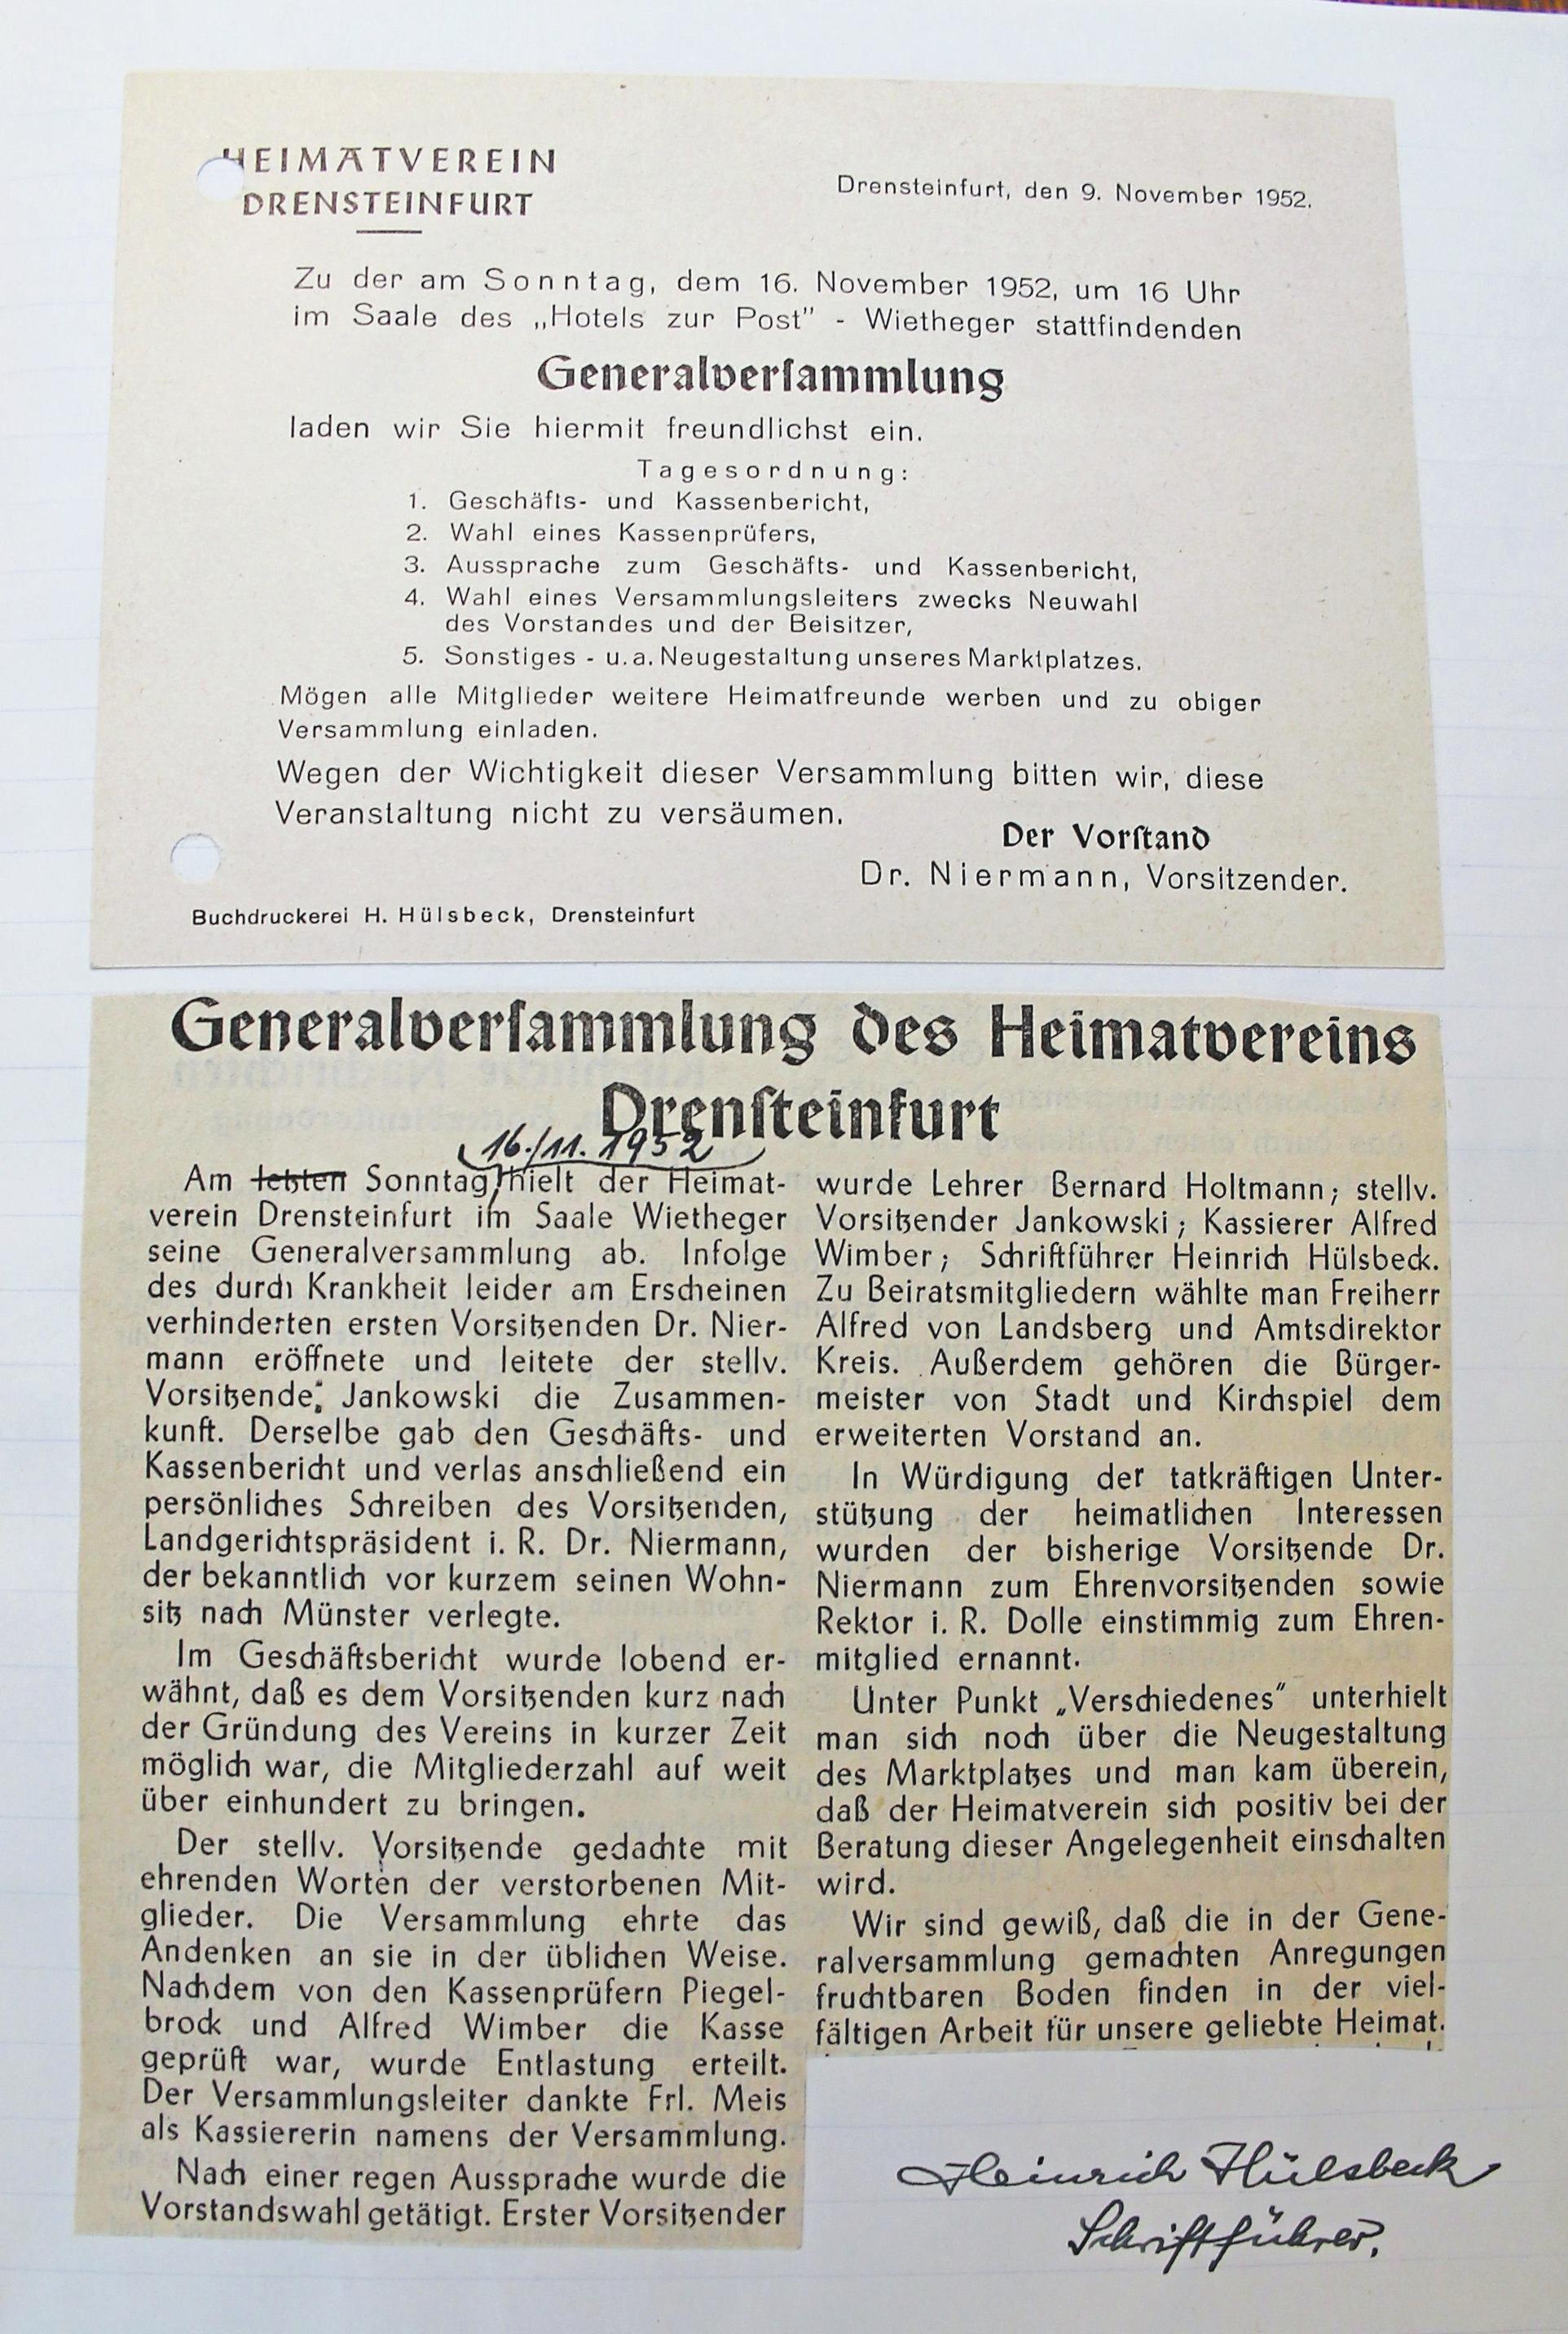 HEIMATVEREIN
DRENSTEINFURT
Drensteinfurt, den 9. November 1952.
Zu der am Sonntag, dem 16. November 1952, um 16 Uhr
im Saale des „Hotels zur Post” - Wietheger stattfindenden
Generalverſammlung
laden wir Sie hiermit freundlichst ein.
Tagesordnung:
1. Geschäfts- und Kassenbericht,
2. Wahl eines Kassenprüfers,
3. Aussprache zum Geschäfts- und Kassenbericht,
4. Wahl eines Versammlungsleiters zwecks Neuwahl
des Vorstandes und der Beisitzer,
5. Sonstiges - u.a. Neugestaltung unseres Marktplatzes.
Mögen alle Mitglieder weitere Heimatfreunde werben und zu obiger
Versammlung einladen.
Wegen der Wichtigkeit dieser Versammlung bitten wir, diese
Veranstaltung nicht zu versäumen.
Der Vorſtand
Dr. Niermann, Vorsitzender.
Buchdruckerei H. Hülsbeck, Drensteinfurt
Generalverſammlung des Heimatvereins
Drenſteinfurt
16./11. 1952
Am letzten Sonntag, hielt der Heimat-
verein Drensteinfurt im Saale Wietheger
seine Generalversammlung ab. Infolge
des durch Krankheit leider am Erscheinen
verhinderten ersten Vorsitzenden Dr. Nier-
mann eröffnete und leitete der stellv.
Vorsitzende, Jankowski die Zusammen-
kunft. Derselbe gab den Geschäfts- und
Kassenbericht und verlas anschließend ein
persönliches Schreiben des Vorsitzenden,
Landgerichtspräsident i. R. Dr. Niermann,
der bekanntlich vor kurzem seinen Wohn-
sitz nach Münster verlegte.
Im Geschäftsbericht wurde lobend er-
wähnt, daß es dem Vorsitzenden kurz nach
der Gründung des Vereins in kurzer Zeit
möglich war, die Mitgliederzahl auf weit
über einhundert zu bringen.
Der stellv. Vorsitzende gedachte mit
ehrenden Worten der verstorbenen Mit-
glieder. Die Versammlung ehrte das
Andenken an sie in der üblichen Weise.
Nachdem von den Kassenprüfern Piegel-
brock und Alfred Wimber die Kasse
geprüft war, wurde Entlastung erteilt.
Der Versammlungsleiter dankte Frl. Meis
als Kassiererin namens der Versammlung.
Nach einer regen Aussprache wurde die
Vorstandswahl getätigt. Erster Vorsitzender
wurde Lehrer Bernard Holtmann; stellv.
Vorsitzender Jankowski; Kassierer Alfred
Wimber; Schriftführer Heinrich Hülsbeck.
Zu Beiratsmitgliedern wählte man Freiherr
Alfred von Landsberg und Amtsdirektor
Kreis. Außerdem gehören die Bürger-
meister von Stadt und Kirchspiel dem
erweiterten Vorstand an.
In Würdigung der tatkräftigen Unter-
stützung der heimatlichen Interessen
wurden der bisherige Vorsitzende Dr.
Niermann zum Ehrenvorsitzenden sowie
Rektor i. R. Dolle einstimmig zum Ehren-
mitglied ernannt.
Unter Punkt „Verschiedenes” unterhielt
man sich noch über die Neugestaltung
des Marktplatzes und man kam überein,
daß der Heimatverein sich positiv bei der
Beratung dieser Angelegenheit einschalten
wird.
Wir sind gewiß, daß die in der Gene-
ralversammlung gemachten Anregungen
fruchtbaren Boden finden in der viel-
fältigen Arbeit für unsere geliebte Heimat.
Heinrich Hülsbeck
Schriftführer.